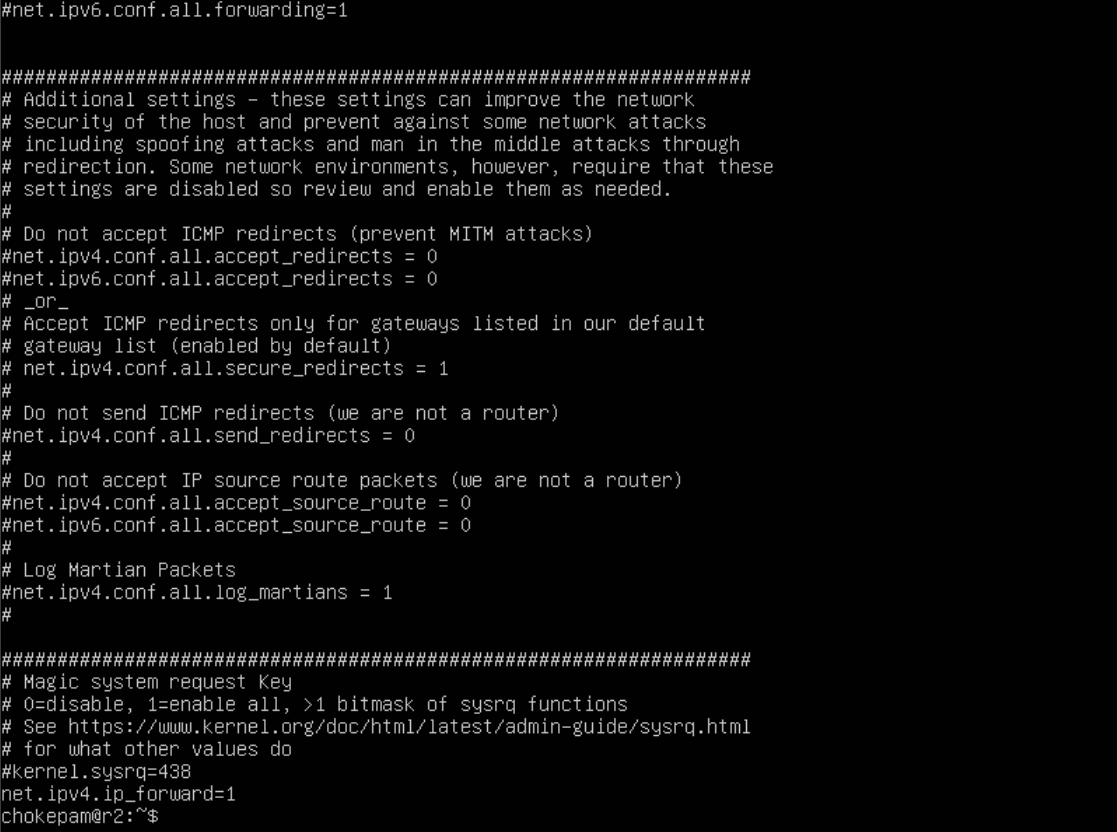 #net.ipv6.conf.all.forwarding=1
###################################################################
# Additional settings – these settings can improve the network
# security of the host and prevent against some network attacks
# including spoofing attacks and man in the middle attacks through
# redirection. Some network environments, however, require that these
# settings are disabled so review and enable them as needed.
#
# Do not accept ICMP redirects (prevent MITM attacks)
#net.ipv4.conf.all.accept_redirects = 0
#net.ipv6.conf.all.accept_redirects = 0
# _or_
# Accept ICMP redirects only for gateways listed in our default
# gateway list (enabled by default)
# net.ipv4.conf.all.secure_redirects = 1
#
# Do not send ICMP redirects (we are not a router)
#net.ipv4.conf.all.send_redirects = 0
#
# Do not accept IP source route packets (we are not a router)
#net.ipv4.conf.all.accept_source_route = 0
#net.ipv6.conf.all.accept_source_route = 0
#
# Log Martian Packets
#net.ipv4.conf.all.log_martians = 1
#
###################################################################
# Magic system request Key
# 0=disable, 1=enable all, >1 bitmask of sysrq functions
# See https://www.kernel.org/doc/html/latest/admin-guide/sysrq.html
# for what other values do
#kernel.sysrq=438
net.ipv4.ip_forward=1
chokepam@r2:~$